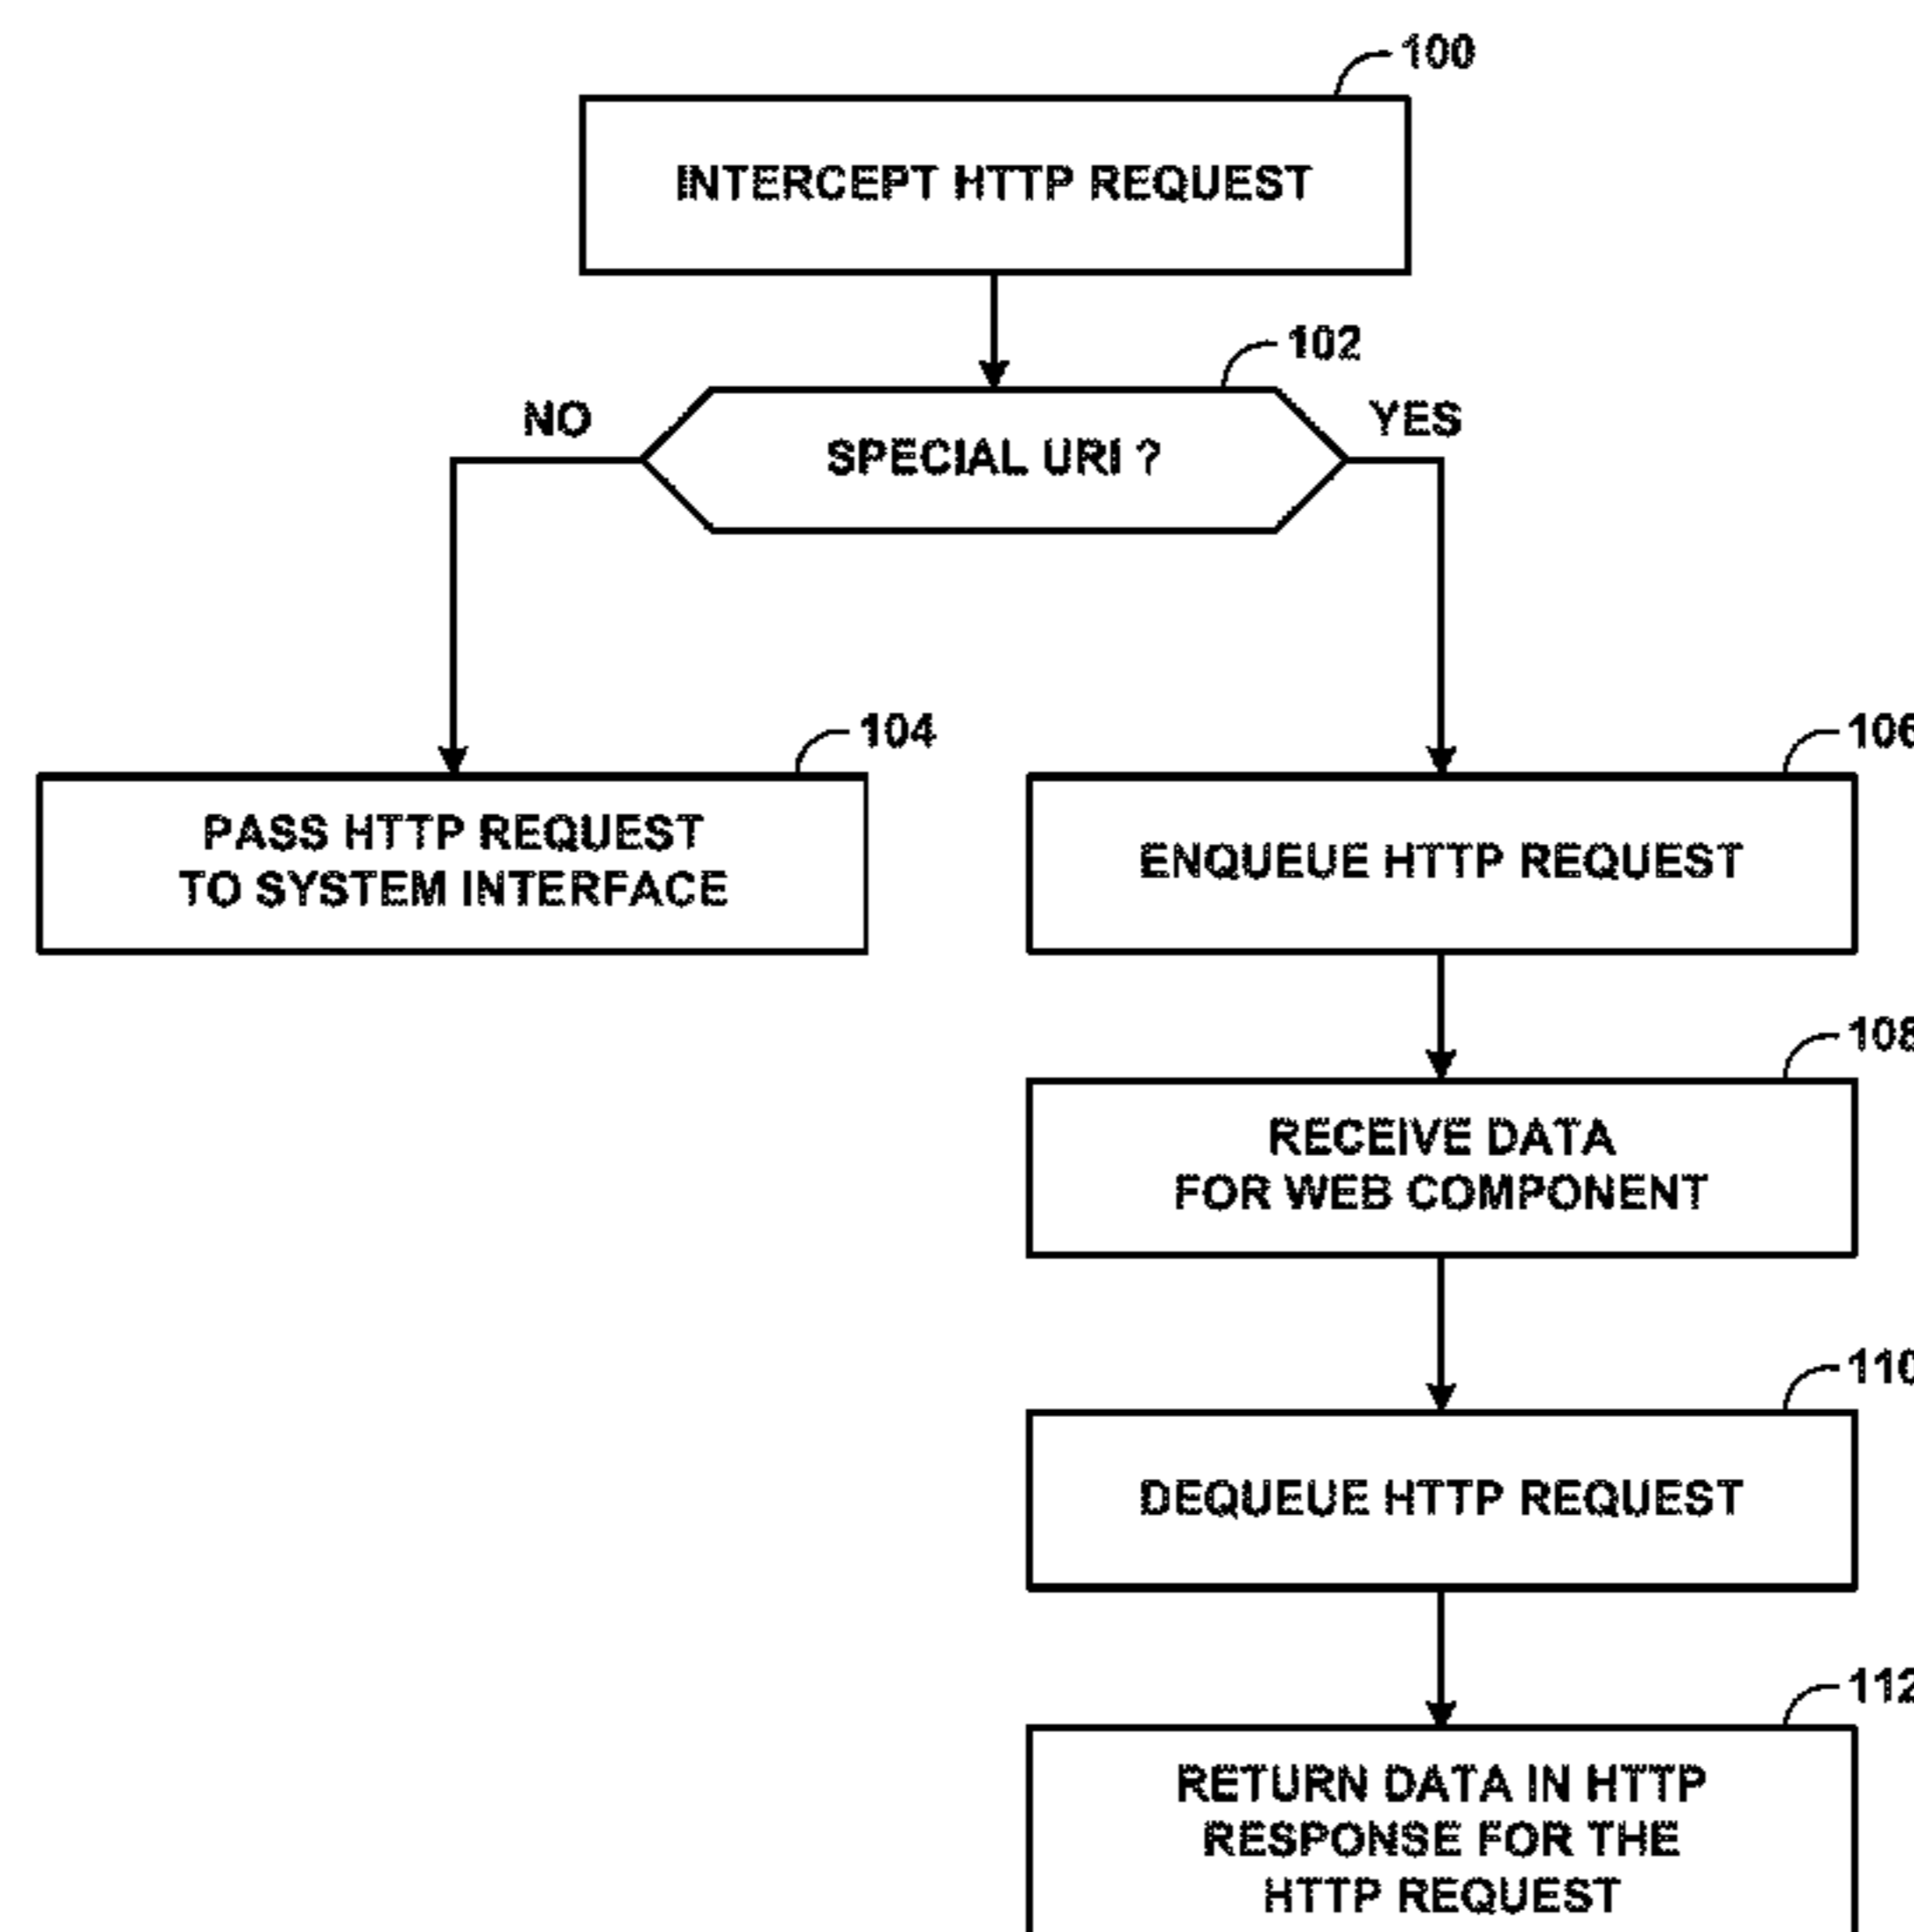 100
INTERCEPT HTTP REQUEST
102
NO
YES
SPECIAL URI ?
104
106
PASS HTTP REQUEST
TO SYSTEM INTERFACE
ENQUEUE HTTP REQUEST
108
RECEIVE DATA
FOR WEB COMPONENT
110
DEQUEUE HTTP REQUEST
112
RETURN DATA IN HTTP
RESPONSE FOR THE
HTTP REQUEST